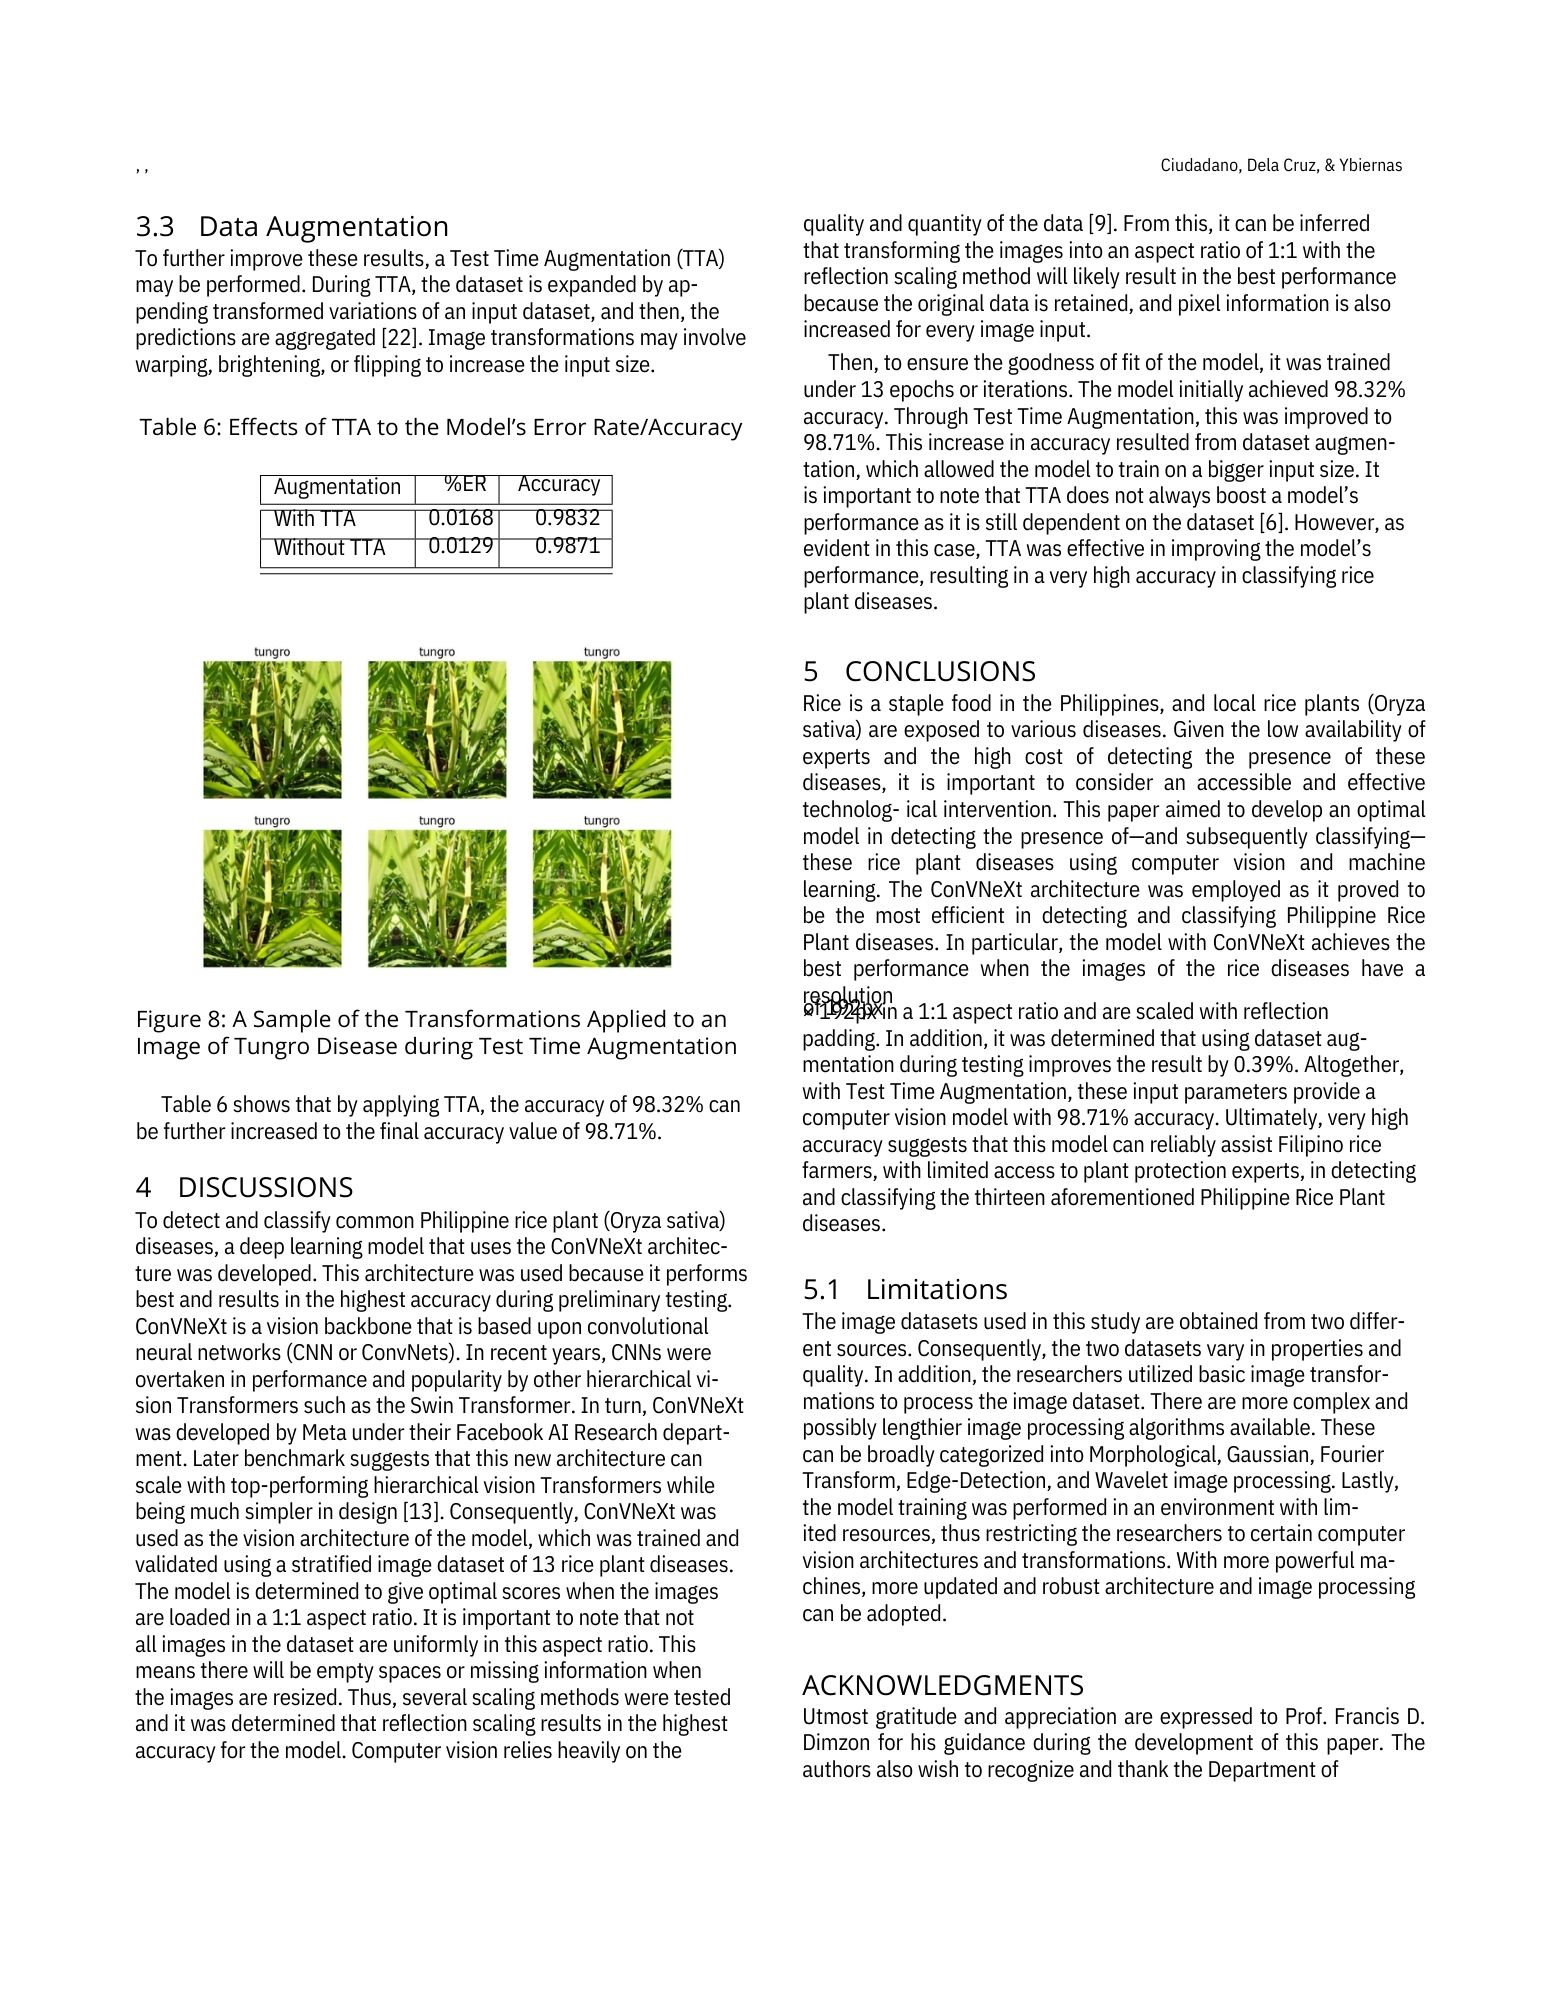 , ,
Ciudadano, Dela Cruz, & Ybiernas
3.3 Data Augmentation
To further improve these results, a Test Time Augmentation (TTA)
may be performed. During TTA, the dataset is expanded by ap-
pending transformed variations of an input dataset, and then, the
predictions are aggregated [22]. Image transformations may involve
warping, brightening, or flipping to increase the input size.
Table 6: Effects of TTA to the Model’s Error Rate/Accuracy
Augmentation %ER Accuracy
With TTA 0.0168 0.9832
Without TTA 0.0129 0.9871
tungro tungro tungro
tungro tungro tungro
Figure 8: A Sample of the Transformations Applied to an
Image of Tungro Disease during Test Time Augmentation
Table 6 shows that by applying TTA, the accuracy of 98.32% can
be further increased to the final accuracy value of 98.71%.
4 DISCUSSIONS
To detect and classify common Philippine rice plant (Oryza sativa)
diseases, a deep learning model that uses the ConVNeXt architec-
ture was developed. This architecture was used because it performs
best and results in the highest accuracy during preliminary testing.
ConVNeXt is a vision backbone that is based upon convolutional
neural networks (CNN or ConvNets). In recent years, CNNs were
overtaken in performance and popularity by other hierarchical vi-
sion Transformers such as the Swin Transformer. In turn, ConVNeXt
was developed by Meta under their Facebook AI Research depart-
ment. Later benchmark suggests that this new architecture can
scale with top-performing hierarchical vision Transformers while
being much simpler in design [13]. Consequently, ConVNeXt was
used as the vision architecture of the model, which was trained and
validated using a stratified image dataset of 13 rice plant diseases.
The model is determined to give optimal scores when the images
are loaded in a 1:1 aspect ratio. It is important to note that not
all images in the dataset are uniformly in this aspect ratio. This
means there will be empty spaces or missing information when
the images are resized. Thus, several scaling methods were tested
and it was determined that reflection scaling results in the highest
accuracy for the model. Computer vision relies heavily on the
quality and quantity of the data [9]. From this, it can be inferred
that transforming the images into an aspect ratio of 1:1 with the
reflection scaling method will likely result in the best performance
because the original data is retained, and pixel information is also
increased for every image input.
Then, to ensure the goodness of fit of the model, it was trained
under 13 epochs or iterations. The model initially achieved 98.32%
accuracy. Through Test Time Augmentation, this was improved to
98.71%. This increase in accuracy resulted from dataset augmen-
tation, which allowed the model to train on a bigger input size. It
is important to note that TTA does not always boost a model’s
performance as it is still dependent on the dataset [6]. However, as
evident in this case, TTA was effective in improving the model’s
performance, resulting in a very high accuracy in classifying rice
plant diseases.
5 CONCLUSIONS
Rice is a staple food in the Philippines, and local rice plants (Oryza
sativa) are exposed to various diseases. Given the low availability of
experts and the high cost of detecting the presence of these
diseases, it is important to consider an accessible and effective
technolog- ical intervention. This paper aimed to develop an optimal
model in detecting the presence of—and subsequently classifying—
these rice plant diseases using computer vision and machine
learning. The ConVNeXt architecture was employed as it proved to
be the most efficient in detecting and classifying Philippine Rice
Plant diseases. In particular, the model with ConVNeXt achieves the
best performance when the images of the rice diseases have a
resolution
of 192px
× 192px in a 1:1 aspect ratio and are scaled with reflection
padding. In addition, it was determined that using dataset aug-
mentation during testing improves the result by 0.39%. Altogether,
with Test Time Augmentation, these input parameters provide a
computer vision model with 98.71% accuracy. Ultimately, very high
accuracy suggests that this model can reliably assist Filipino rice
farmers, with limited access to plant protection experts, in detecting
and classifying the thirteen aforementioned Philippine Rice Plant
diseases.
5.1 Limitations
The image datasets used in this study are obtained from two differ-
ent sources. Consequently, the two datasets vary in properties and
quality. In addition, the researchers utilized basic image transfor-
mations to process the image dataset. There are more complex and
possibly lengthier image processing algorithms available. These
can be broadly categorized into Morphological, Gaussian, Fourier
Transform, Edge-Detection, and Wavelet image processing. Lastly,
the model training was performed in an environment with lim-
ited resources, thus restricting the researchers to certain computer
vision architectures and transformations. With more powerful ma-
chines, more updated and robust architecture and image processing
can be adopted.
ACKNOWLEDGMENTS
Utmost gratitude and appreciation are expressed to Prof. Francis D.
Dimzon for his guidance during the development of this paper. The
authors also wish to recognize and thank the Department of